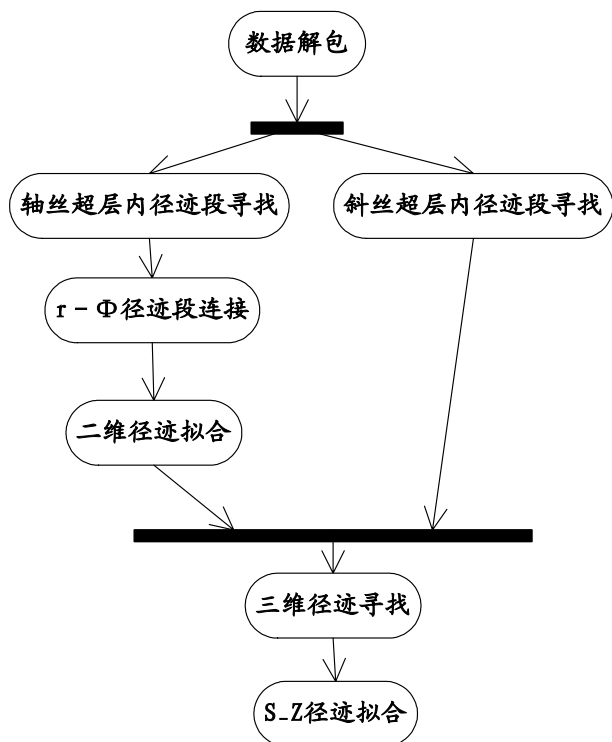 数据解包
轴丝超层内径迹段寻找
斜丝超层内径迹段寻找
r－Φ径迹段连接
二维径迹拟合
三维径迹寻找
S_Z径迹拟合